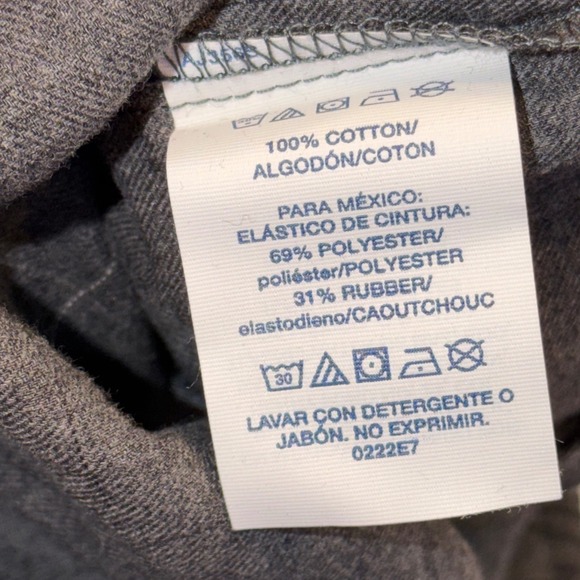 100% COTTON/
ALGODÓN/COTON
PARA MÉXICO:
ELÁSTICO DE CINTURA:
69% POLYESTER/
poliéster/POLYESTER
31% RUBBER/
elastodieno/CAOUTCHOUC
30
LAVAR CON DETERGENTE O
JABÓN. NO EXPRIMIR.
0222E7